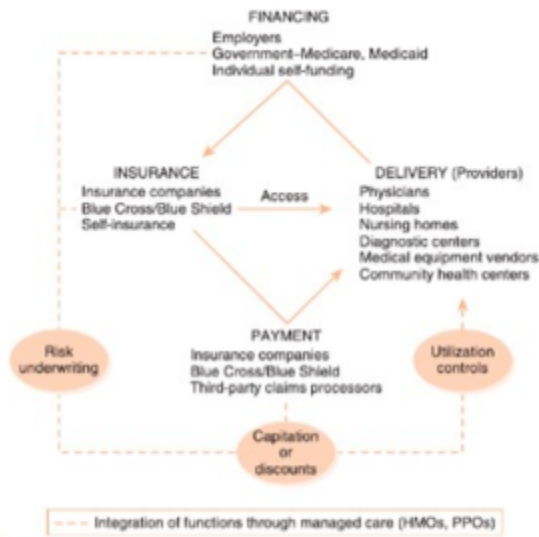 FINANCING
Employers
Government–Medicare, Medicaid
Individual self-funding
INSURANCE
Insurance companies
Blue Cross/Blue Shield
Self-insurance
Access
DELIVERY (Providers)
Physicians
Hospitals
Nursing homes
Diagnostic centers
Medical equipment vendors
Community health centers
PAYMENT
Insurance companies
Blue Cross/Blue Shield
Third-party claims processors
Risk
underwriting
Utilization
controls
Capitation
or
discounts
Integration of functions through managed care (HMOs, PPOs)